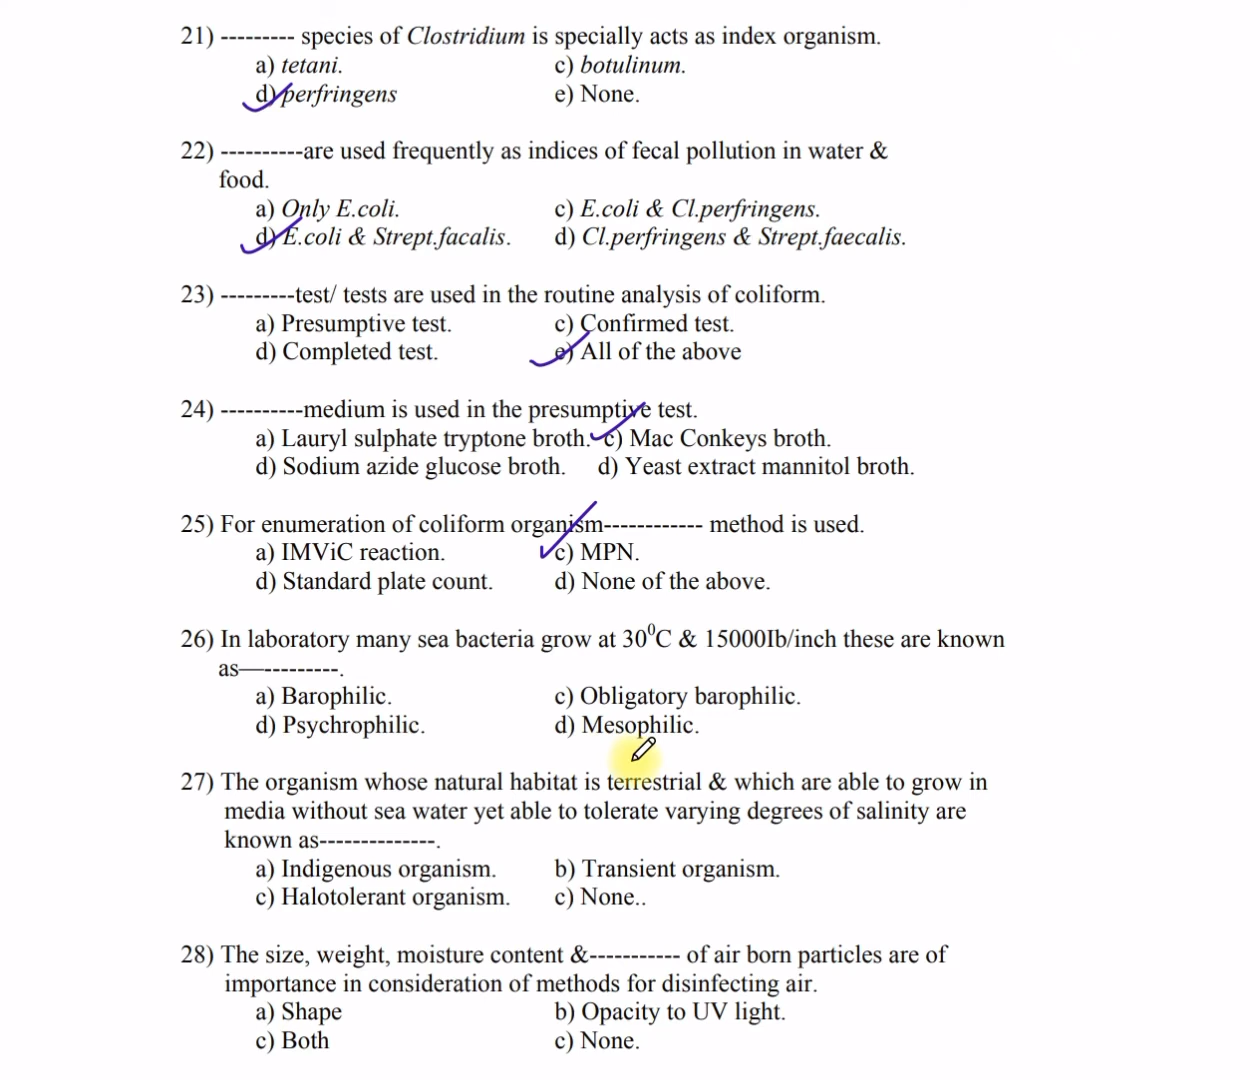 21) --------- species of Clostridium is specially acts as index organism.
a) tetani. c) botulinum.
d) perfringens e) None.
22) ----------are used frequently as indices of fecal pollution in water &
food.
a) Only E.coli. c) E.coli & Cl.perfringens.
d) E.coli & Strept.facalis. d) Cl.perfringens & Strept.faecalis.
23) ---------test/ tests are used in the routine analysis of coliform.
a) Presumptive test. c) Confirmed test.
d) Completed test. e) All of the above
24) ----------medium is used in the presumptive test.
a) Lauryl sulphate tryptone broth. c) Mac Conkeys broth.
d) Sodium azide glucose broth. d) Yeast extract mannitol broth.
25) For enumeration of coliform organism------------ method is used.
a) IMViC reaction. c) MPN.
d) Standard plate count. d) None of the above.
26) In laboratory many sea bacteria grow at 30⁰C & 15000Ib/inch these are known
as—---------.
a) Barophilic. c) Obligatory barophilic.
d) Psychrophilic. d) Mesophilic.
27) The organism whose natural habitat is terrestrial & which are able to grow in
media without sea water yet able to tolerate varying degrees of salinity are
known as--------------.
a) Indigenous organism. b) Transient organism.
c) Halotolerant organism. c) None..
28) The size, weight, moisture content &----------- of air born particles are of
importance in consideration of methods for disinfecting air.
a) Shape b) Opacity to UV light.
c) Both c) None.